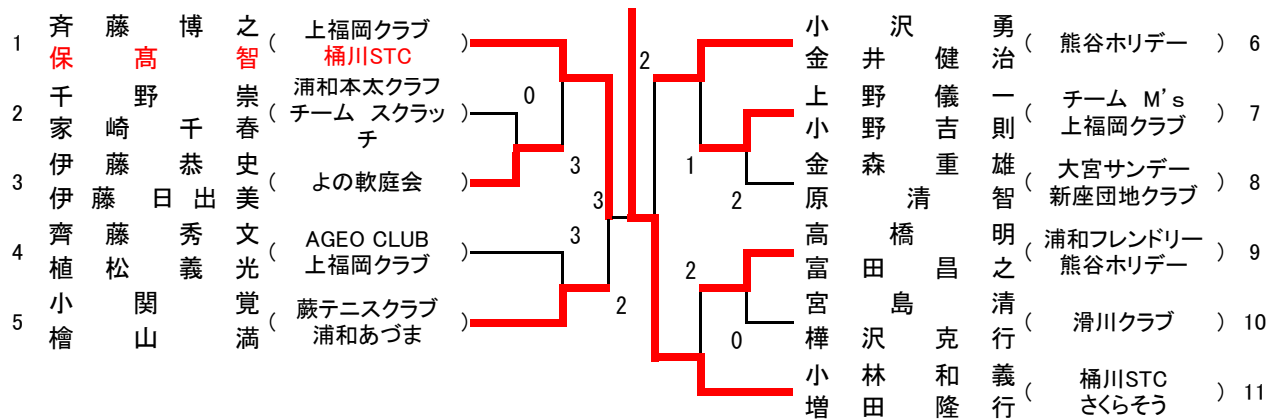 1 斉藤博之 ( 上福岡クラブ )
保髙智 桶川STC
2 千野崇 ( 浦和本太クラブ )
家崎千春 チーム スクラッチ
3 伊藤恭史 ( よの軟庭会 )
伊藤日出美
4 齊藤秀文 ( AGEO CLUB )
植松義光 上福岡クラブ
5 小関覚 ( 蕨テニスクラブ )
檜山満 浦和あづま
0
3
3
3
2
2
1
2
2
0
小沢勇 ( 熊谷ホリデー ) 6
金井健治
上野儀一 ( チーム M's ) 7
小野吉則 上福岡クラブ
金森重雄 ( 大宮サンデー ) 8
原清智 新座団地クラブ
高橋明 ( 浦和フレンドリー ) 9
富田昌之 熊谷ホリデー
宮島清 ( 滑川クラブ ) 10
樺沢克行
小林和義 ( 桶川STC ) 11
増田隆行 さくらそう